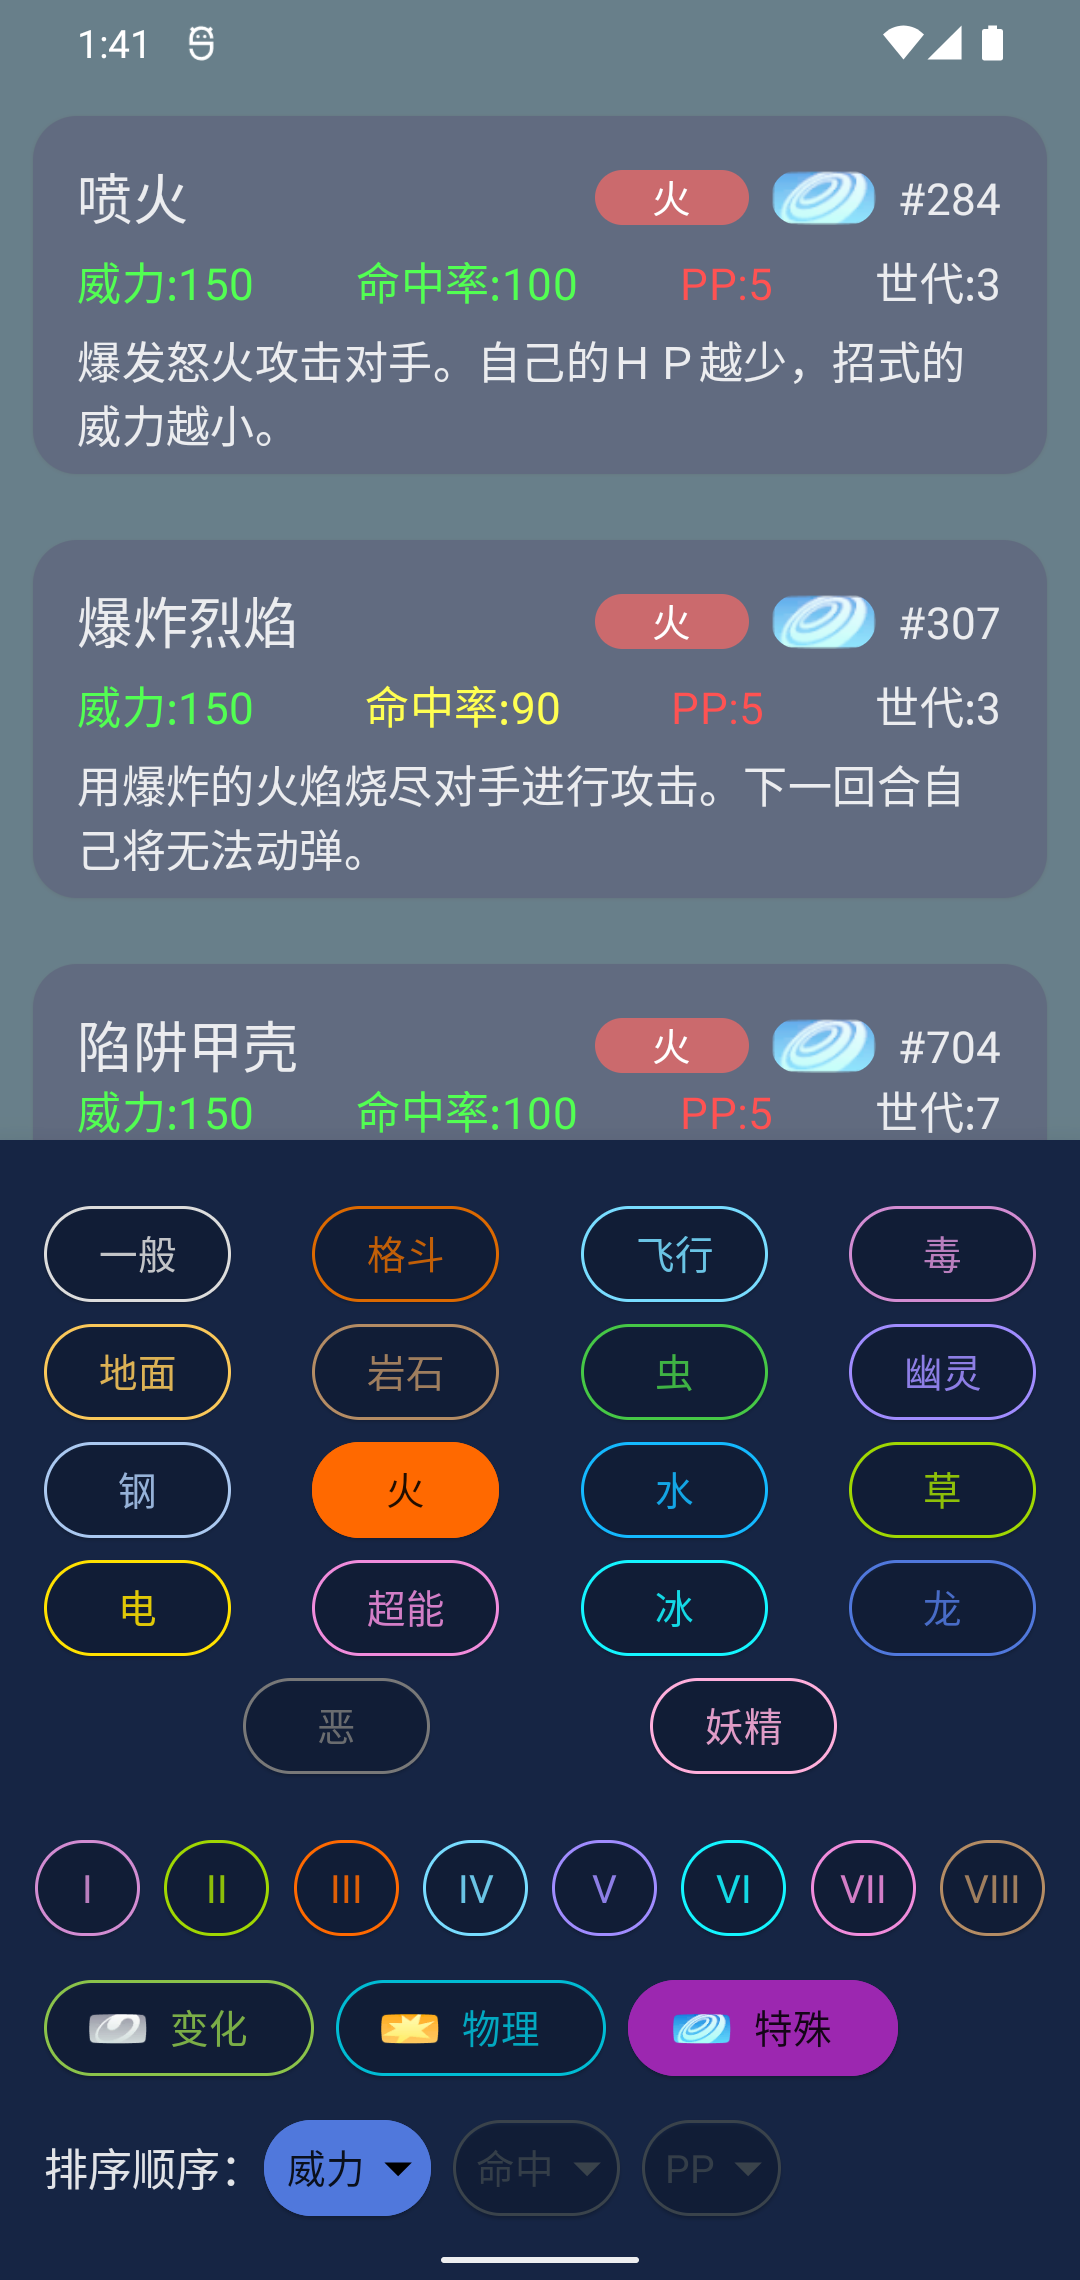 1:41
喷火 火 #284
威力:150 命中率:100 PP:5 世代:3
爆发怒火攻击对手。自己的ＨＰ越少，招式的
威力越小。
爆炸烈焰 火 #307
威力:150 命中率:90 PP:5 世代:3
用爆炸的火焰烧尽对手进行攻击。下一回合自
己将无法动弹。
陷阱甲壳 火 #704
威力:150 命中率:100 PP:5 世代:7
一般 格斗 飞行 毒
地面 岩石 虫 幽灵
钢 火 水 草
电 超能 冰 龙
恶 妖精
I II III IV V VI VII VIII
变化 物理 特殊
排序顺序： 威力 命中 PP